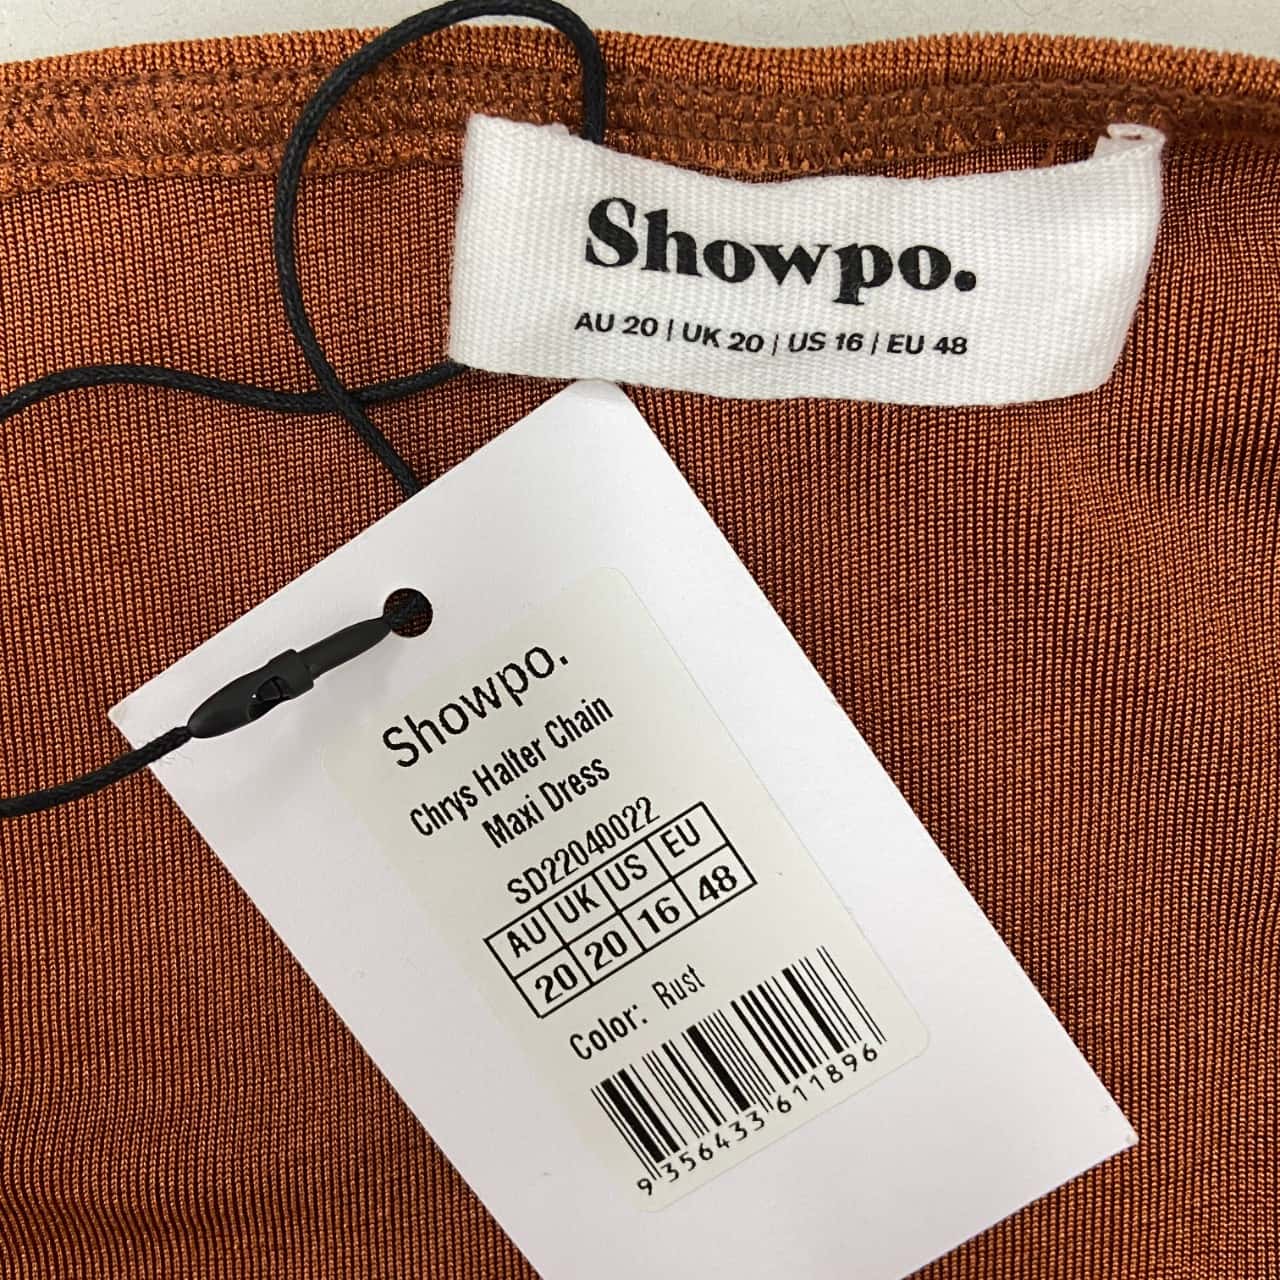 Showpo.
AU 20 | UK 20 | US 16 | EU 48
Showpo.
Chrys Halter Chain
Maxi Dress
SD22040022
AU UK US EU
20 20 16 48
Color: Rust
9 356433 611896